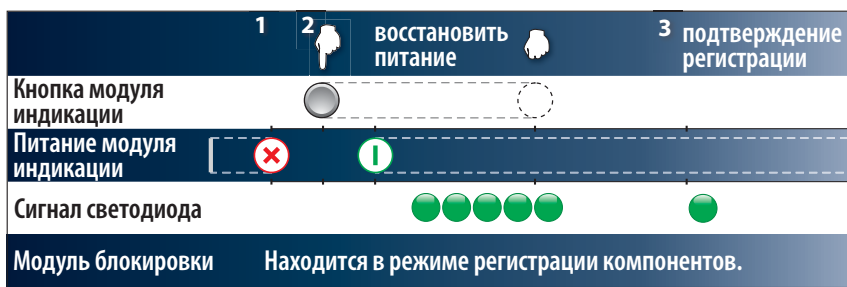 1 2 восстановить питание 3 подтверждение регистрации
Кнопка модуля
индикации
Питание модуля
индикации
Сигнал светодиода
Модуль блокировки Находится в режиме регистрации компонентов.